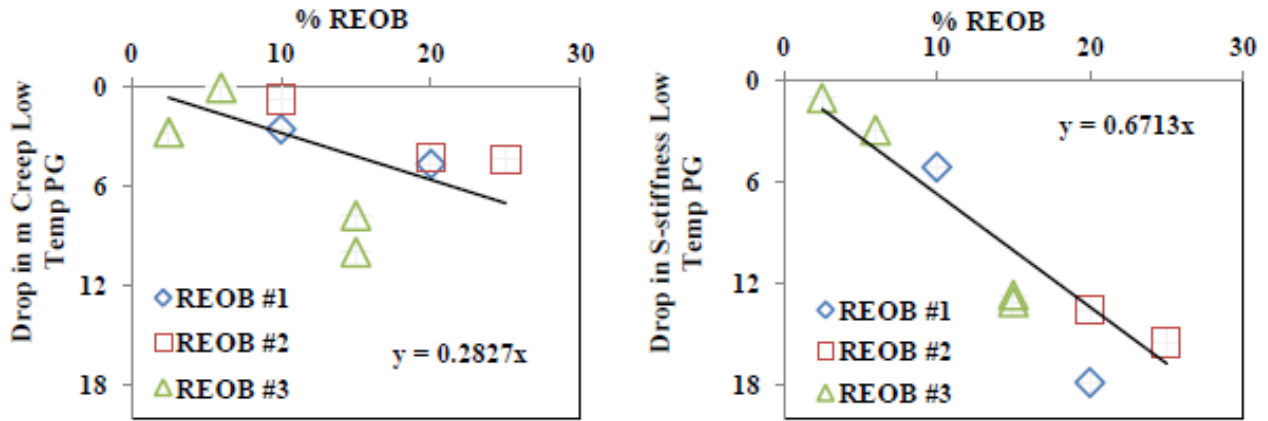 % REOB
0 10 20 30
0
6
12
18
Drop in m Creep Low
Temp PG
REOB #1
REOB #2
REOB #3
y = 0.2827x
% REOB
0 10 20 30
0
6
12
18
Drop in S-stiffness Low
Temp PG
y = 0.6713x
REOB #1
REOB #2
REOB #3